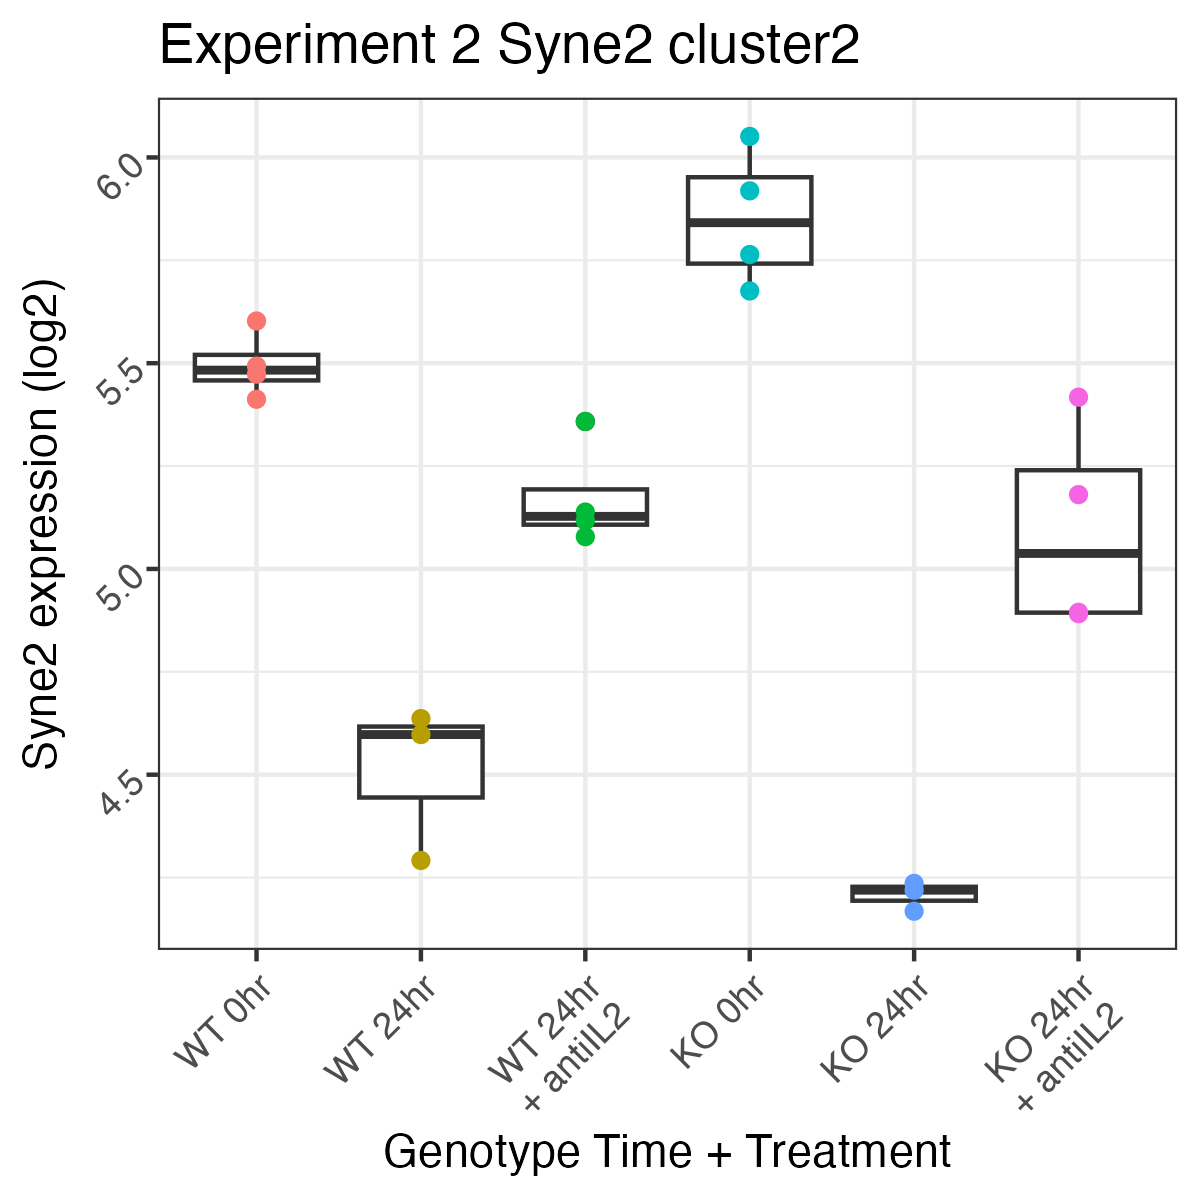 Experiment 2 Syne2 cluster2
Syne2 expression (log2)
6.0
5.5
5.0
4.5
WT 0hr
WT 24hr
WT 24hr
+ antiIL2
KO 0hr
KO 24hr
KO 24hr
+ antiIL2
Genotype Time + Treatment